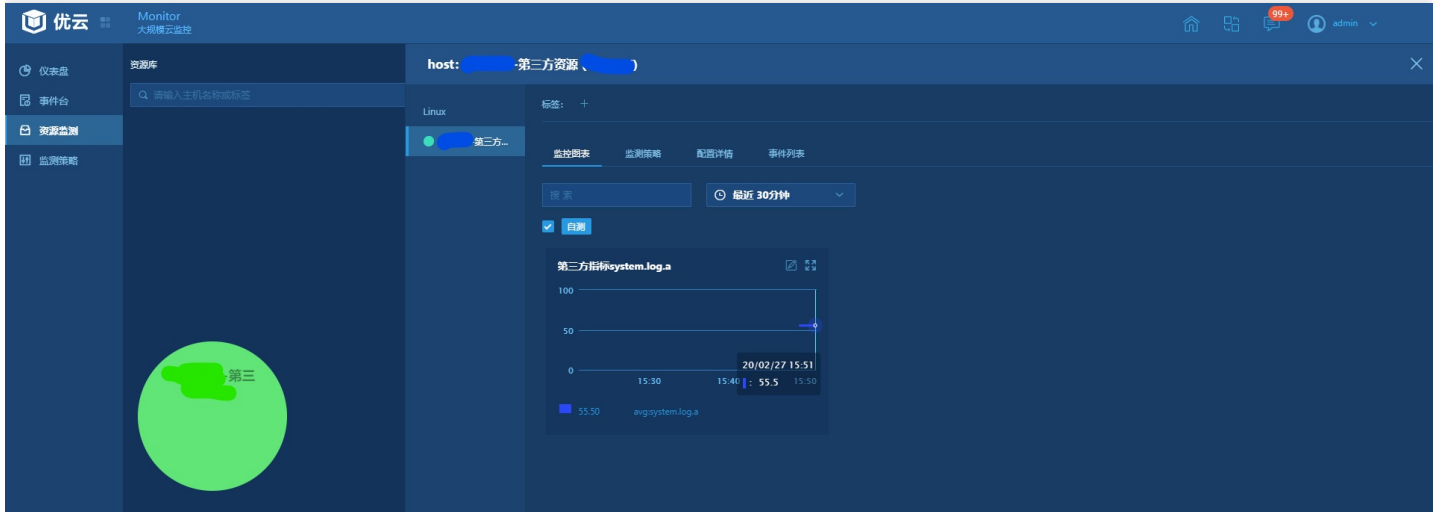 优云
Monitor
大规模云监控
99+
admin
仪表盘
事件台
资源监测
监测策略
资源库
请输入主机名称或标签
第三
host: -第三方资源 ( )
Linux
第三方...
标签: +
监控图表 监测策略 配置详情 事件列表
搜 素
最近 30分钟
自测
第三方指标system.log.a
100
50
0
15:30 15:40 15:50
20/02/27 15:51
: 55.5
55.50 avg:system.log.a